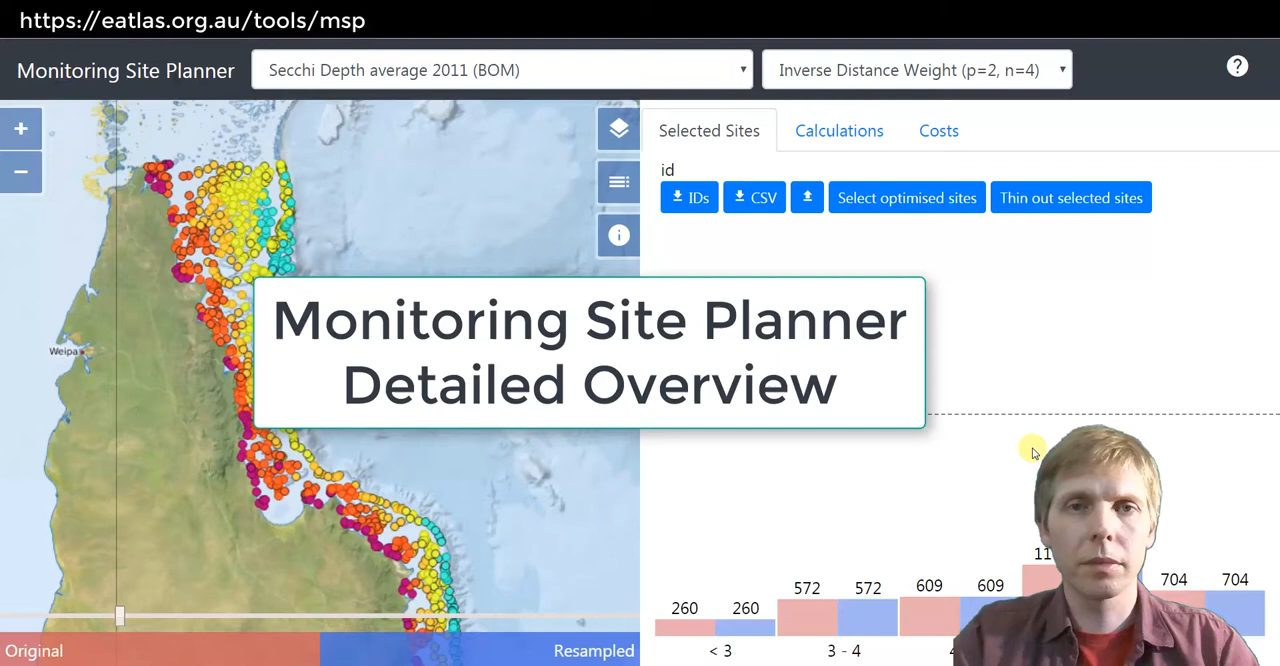 https://eatlas.org.au/tools/msp
Monitoring Site Planner
Secchi Depth average 2011 (BOM)
Inverse Distance Weight (p=2, n=4)
Selected Sites
Calculations
Costs
id
IDs
CSV
Select optimised sites
Thin out selected sites
Monitoring Site Planner
Detailed Overview
Weipa
260
260
572
572
609
609
704
704
< 3
3 - 4
Original
Resampled